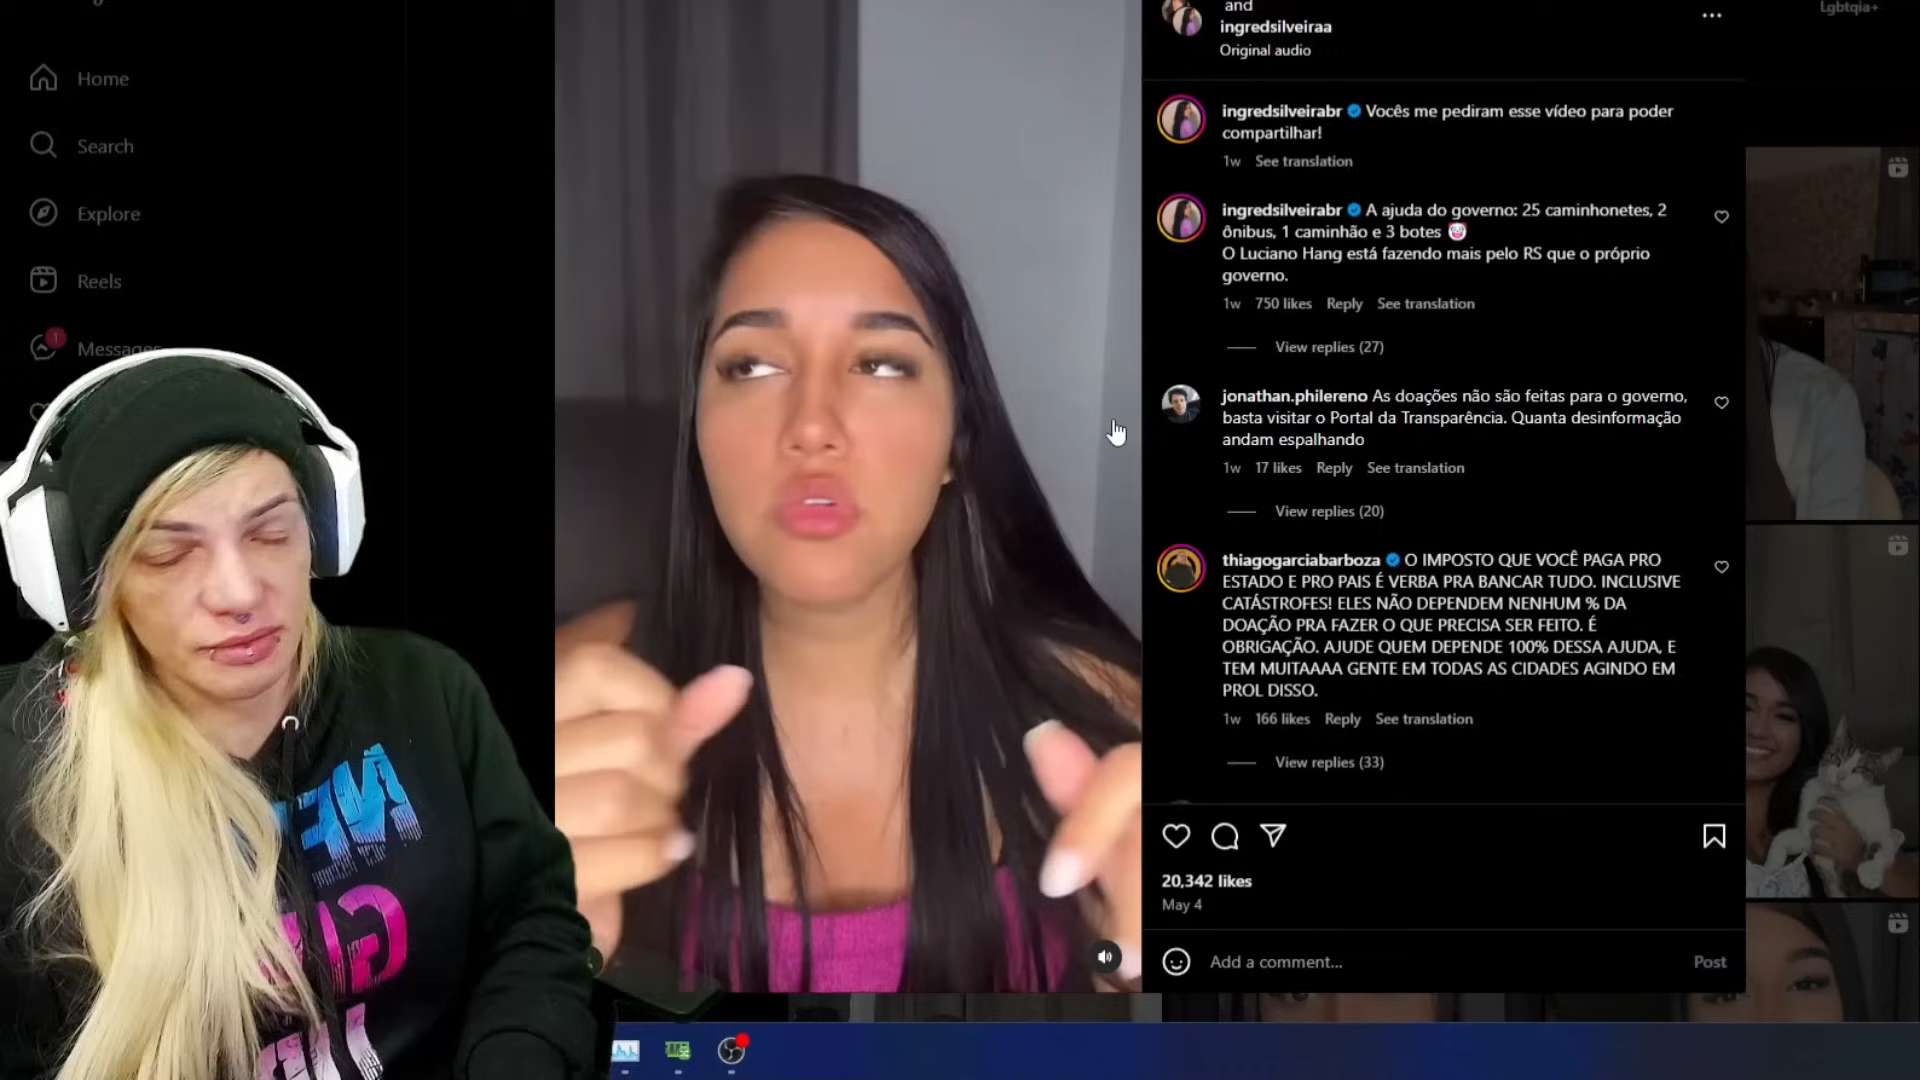 Home
Search
Explore
Reels
1
Messages
and
ingredsilveiraa
Original audio
Lgbtqia+
ingredsilveirabr Vocês me pediram esse vídeo para poder
compartilhar!
1w See translation
ingredsilveirabr A ajuda do governo: 25 caminhonetes, 2
ônibus, 1 caminhão e 3 botes 🤡
O Luciano Hang está fazendo mais pelo RS que o próprio
governo.
1w 750 likes Reply See translation
View replies (27)
jonathan.philereno As doações não são feitas para o governo,
basta visitar o Portal da Transparência. Quanta desinformação
andam espalhando
1w 17 likes Reply See translation
View replies (20)
thiagogarciabarboza O IMPOSTO QUE VOCÊ PAGA PRO
ESTADO E PRO PAIS É VERBA PRA BANCAR TUDO. INCLUSIVE
CATÁSTROFES! ELES NÃO DEPENDEM NENHUM % DA
DOAÇÃO PRA FAZER O QUE PRECISA SER FEITO. É
OBRIGAÇÃO. AJUDE QUEM DEPENDE 100% DESSA AJUDA, E
TEM MUITAAAA GENTE EM TODAS AS CIDADES AGINDO EM
PROL DISSO.
1w 166 likes Reply See translation
View replies (33)
20,342 likes
May 4
Add a comment...
Post